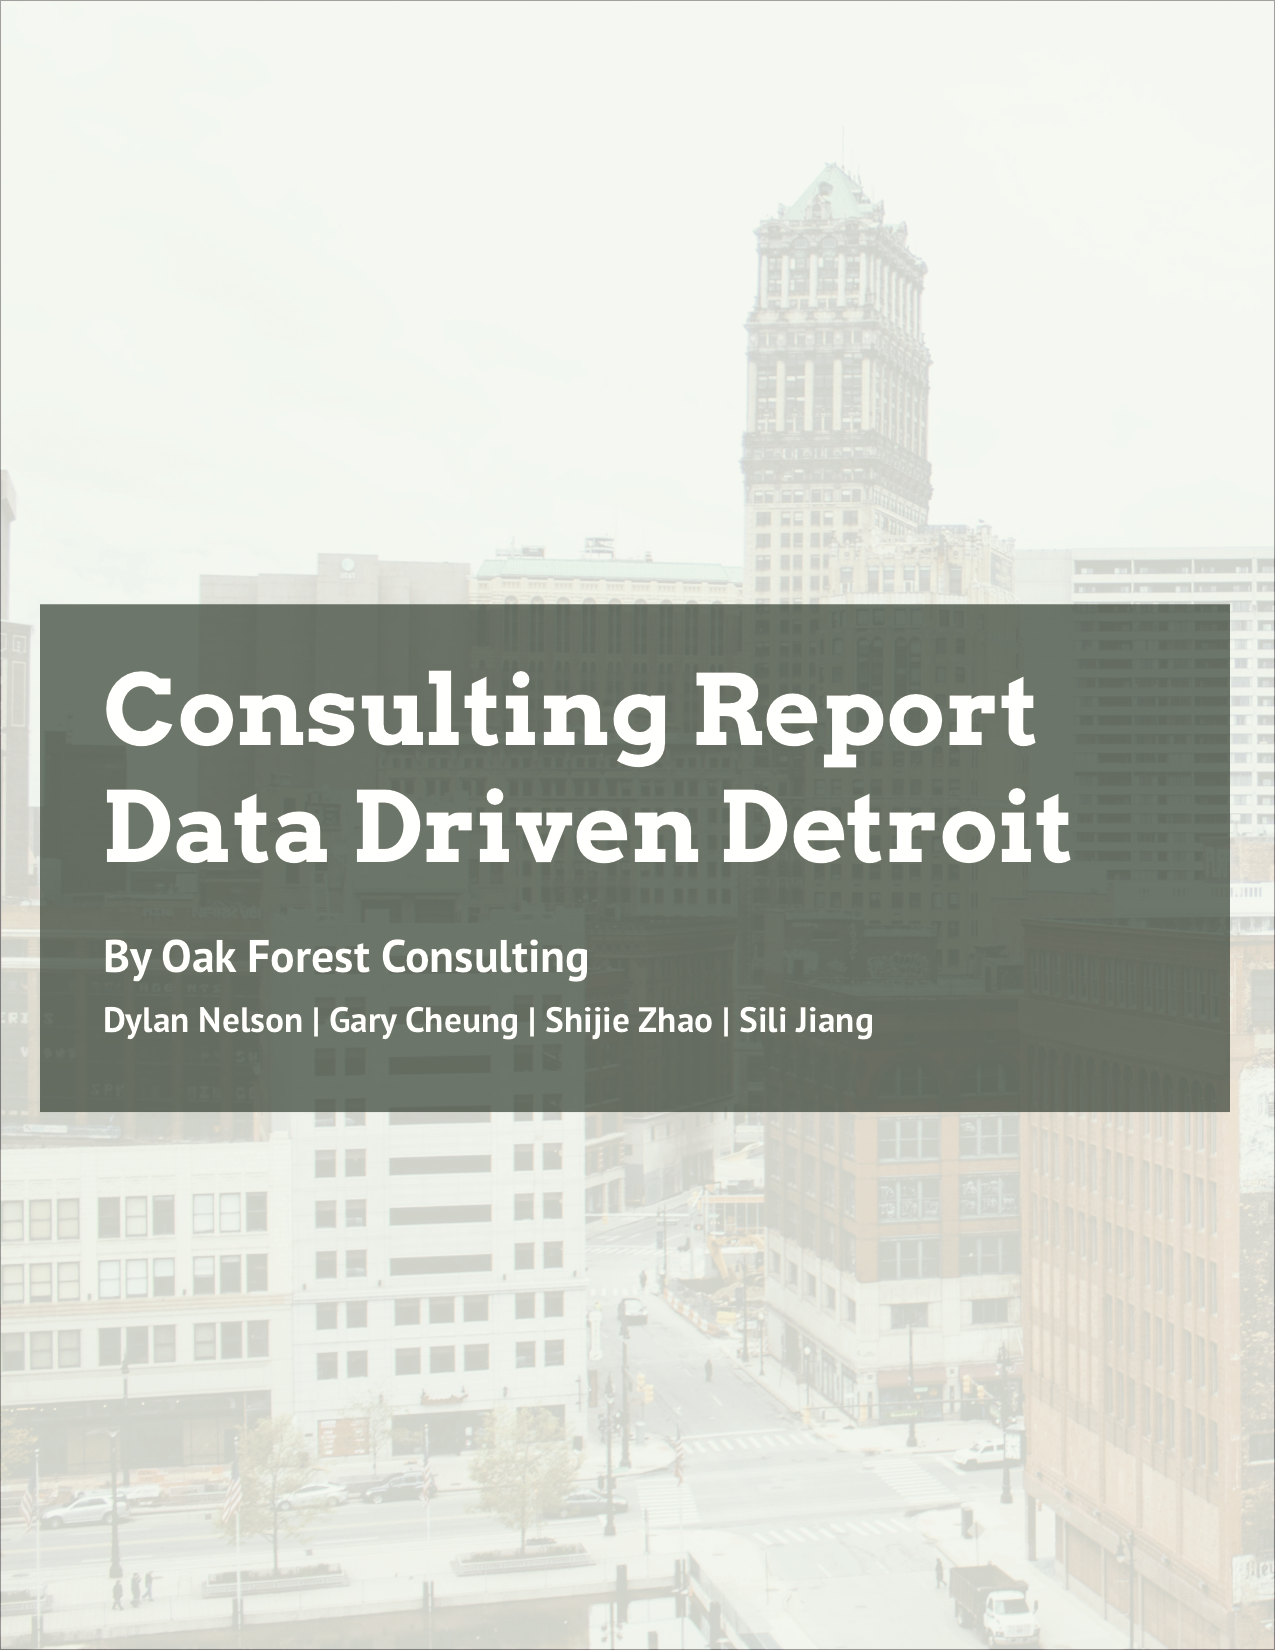 Consulting Report
Data Driven Detroit
By Oak Forest Consulting
Dylan Nelson | Gary Cheung | Shijie Zhao | Sili Jiang